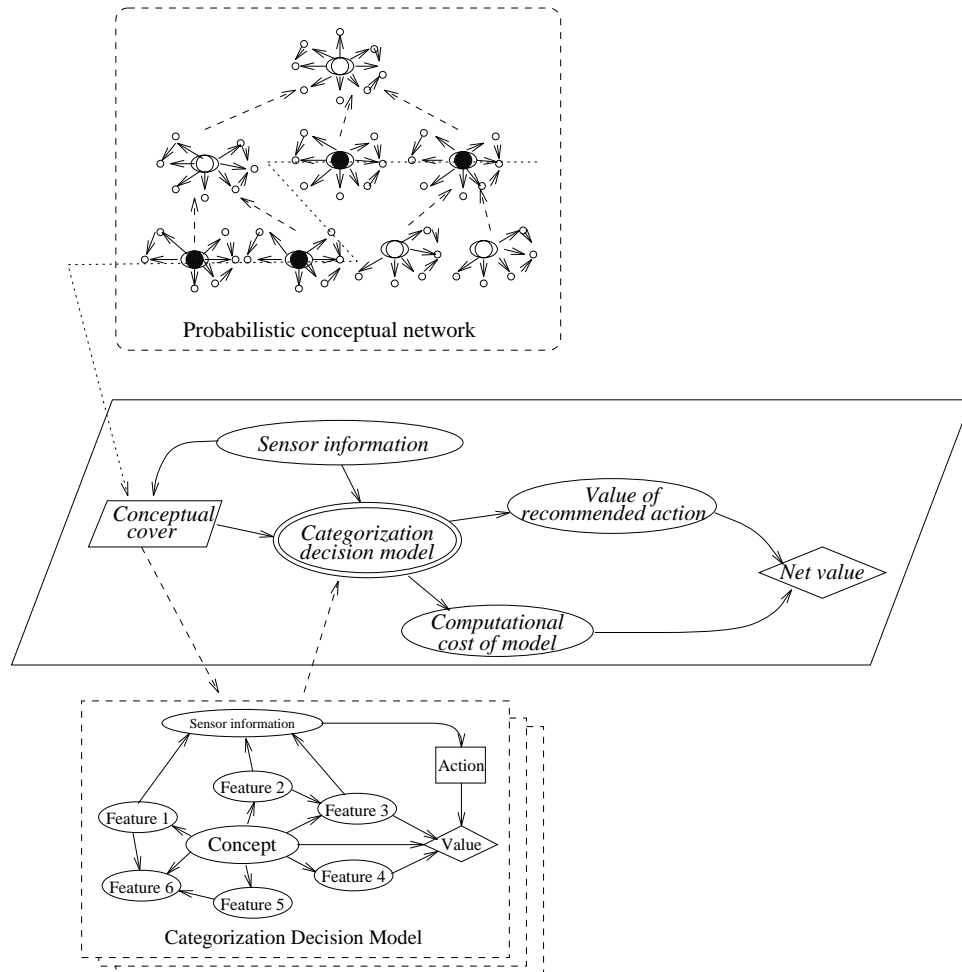 Probabilistic conceptual network
Sensor information
Conceptual
cover
Categorization
decision model
Value of
recommended action
Net value
Computational
cost of model
Sensor information
Action
Feature 2
Feature 3
Feature 1
Concept
Value
Feature 4
Feature 6
Feature 5
Categorization Decision Model